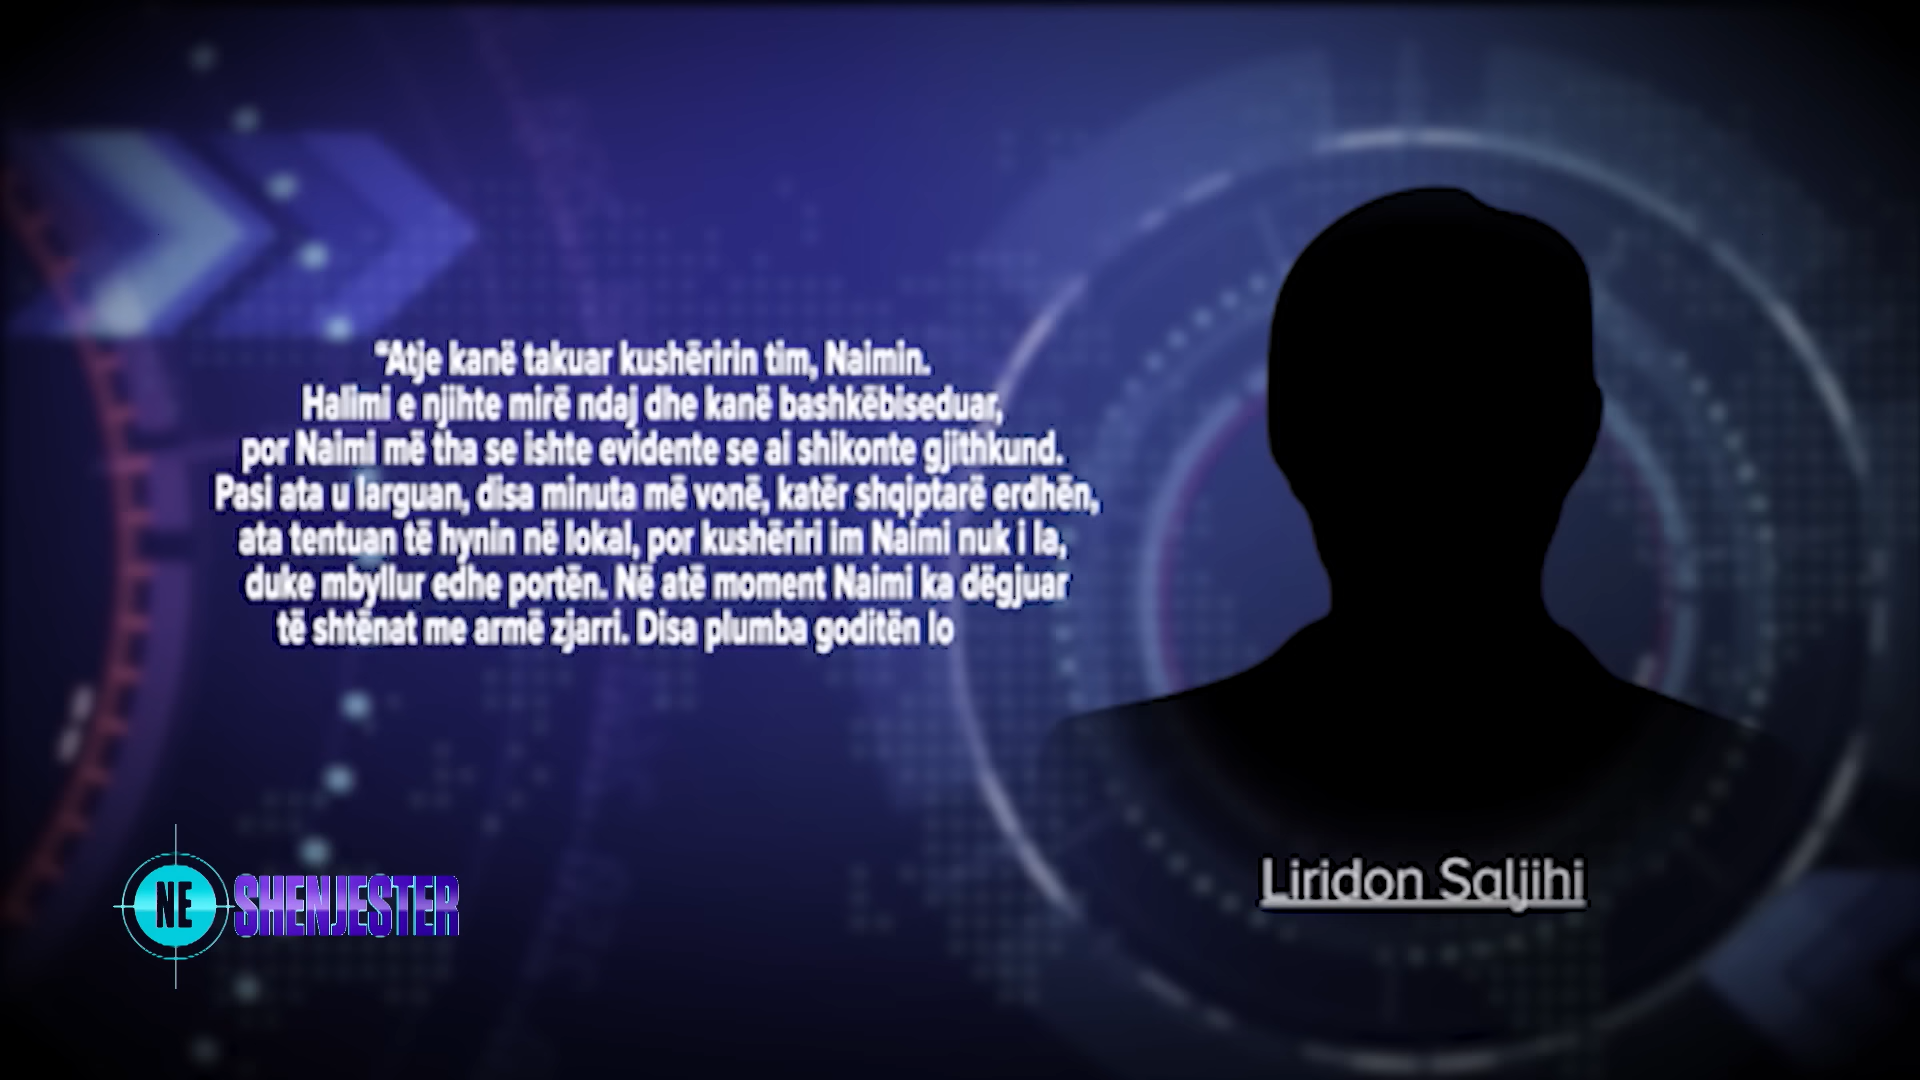 "Atje kanë takuar kushëririn tim, Naimin.
Halimi e njihte mirë ndaj dhe kanë bashkëbiseduar,
por Naimi më tha se ishte evidente se ai shikonte gjithkund.
Pasi ata u larguan, disa minuta më vonë, katër shqiptarë erdhën,
ata tentuan të hynin në lokal, por kushëriri im Naimi nuk i la,
duke mbyllur edhe portën. Në atë moment Naimi ka dëgjuar
të shtënat me armë zjarri. Disa plumba goditën lo
Liridon Saljihi
NE SHENJESTER